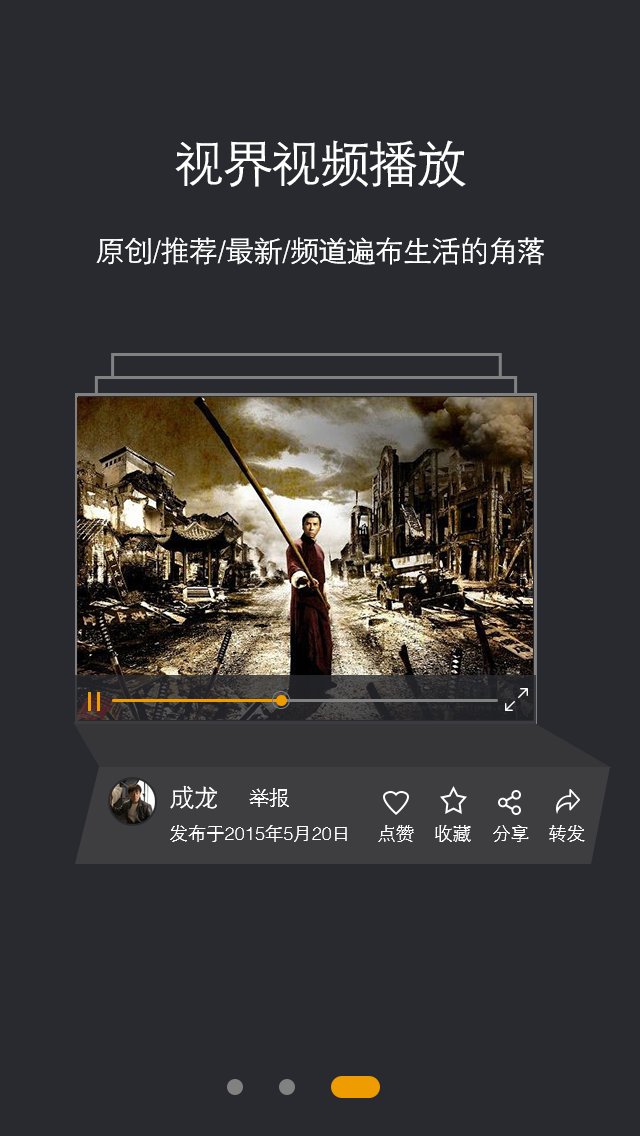 视界视频播放
原创/推荐/最新/频道遍布生活的角落
成龙 举报
发布于2015年5月20日
点赞 收藏 分享 转发